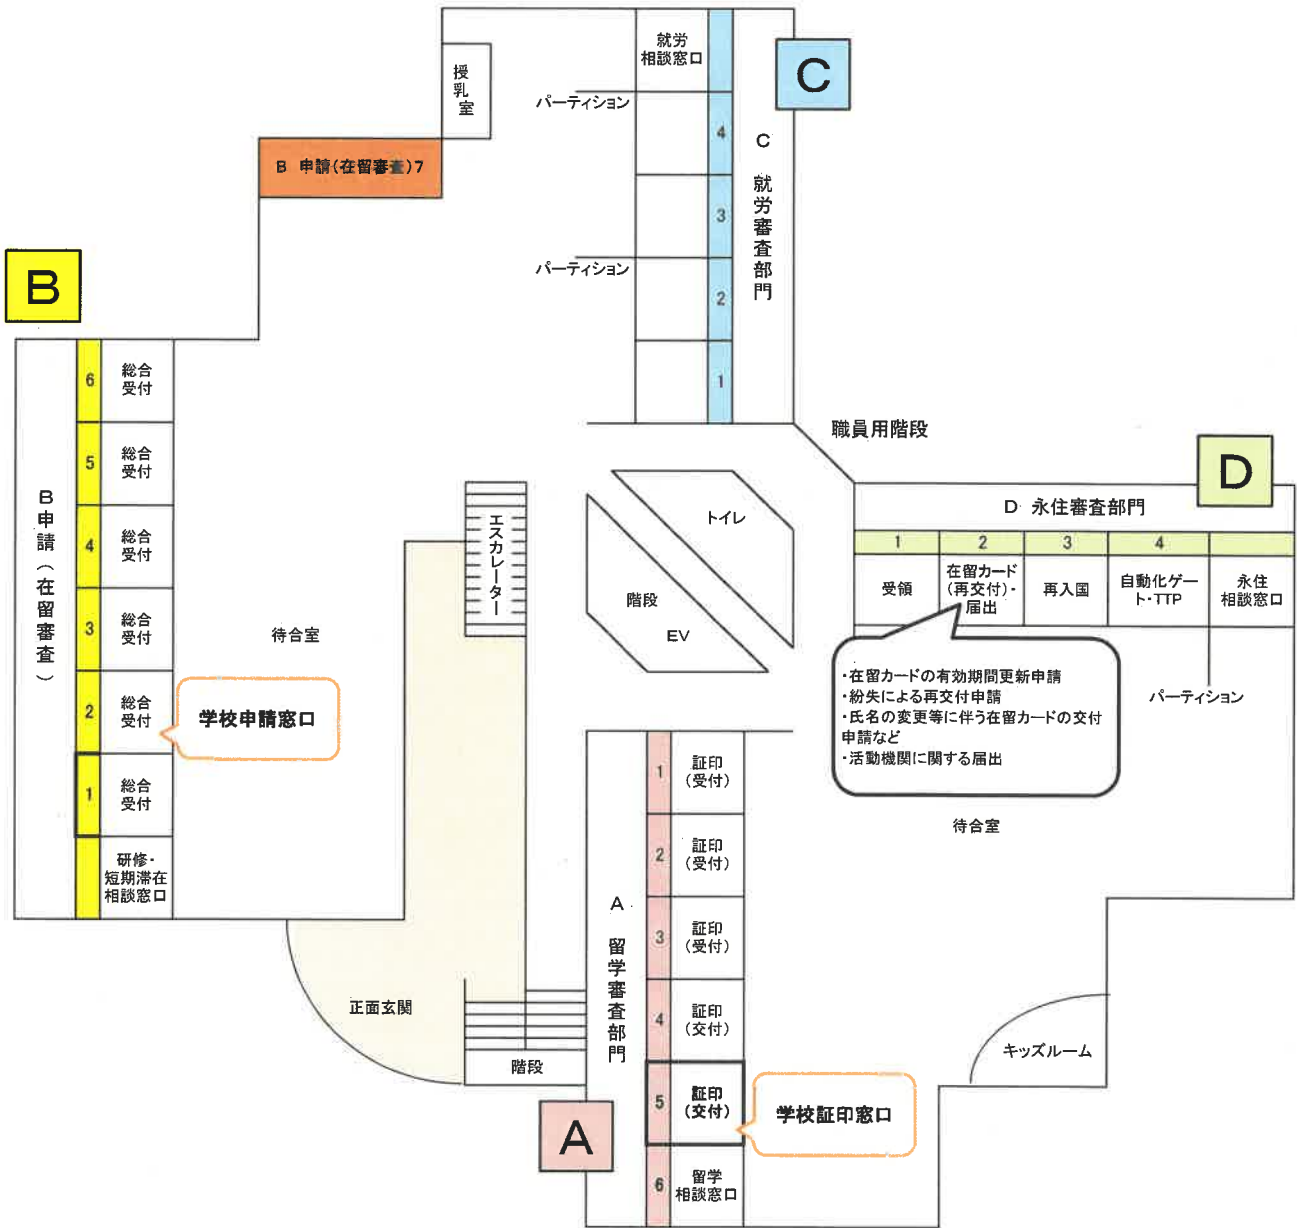 就労
相談窓口
C
授
乳
室
パーティション
4
C 就労審査部門
B 申請(在留審査)7
3
パーティション
2
1
B
6
総合
受付
5
総合
受付
4
総合
受付
3
総合
受付
2
総合
受付
1
総合
受付
研修・
短期滞在
相談窓口
B申請(在留審査)
学校申請窓口
待合室
エスカレーター
トイレ
階段
EV
職員用階段
D
D 永住審査部門
1
2
3
4
受領
在留カード
(再交付)・
届出
再入国
自動化ゲー
ト・TTP
永住
相談窓口
・在留カードの有効期間更新申請
・紛失による再交付申請
・氏名の変更等に伴う在留カードの交付
申請など
・活動機関に関する届出
パーティション
待合室
1
証印
(受付)
2
証印
(受付)
3
証印
(受付)
4
証印
(交付)
5
証印
(交付)
6
留学
相談窓口
A 留学審査部門
学校証印窓口
A
正面玄関
階段
キッズルーム